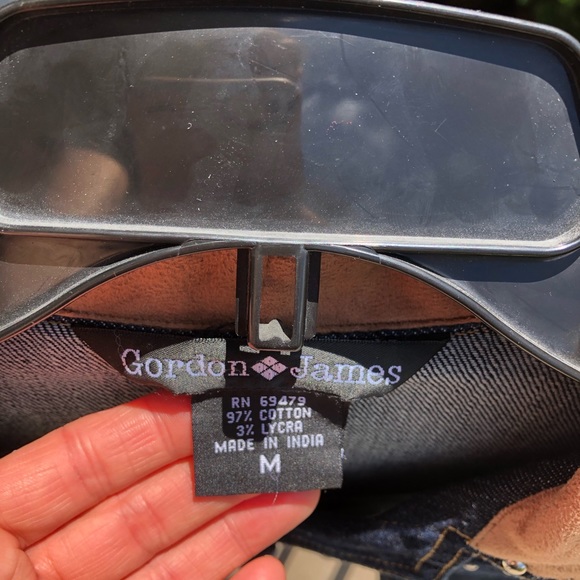 Gordon James
RN 69479
97% COTTON
3% LYCRA
MADE IN INDIA
M